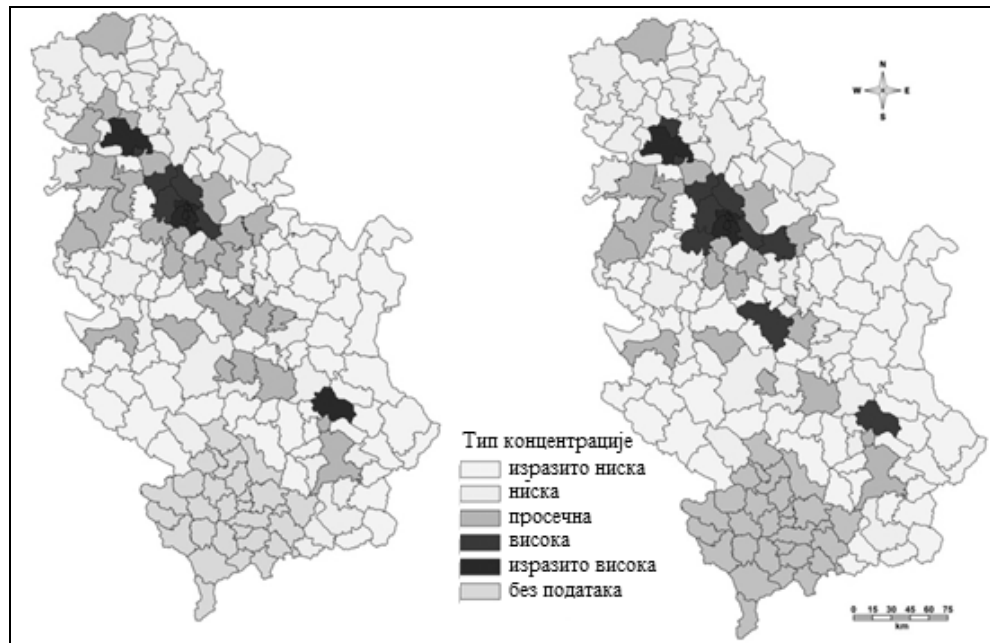 N
W E
S
Тип концентрације
изразито ниска
ниска
просечна
висока
изразито висока
без података
0 15 30 45 60 75
km